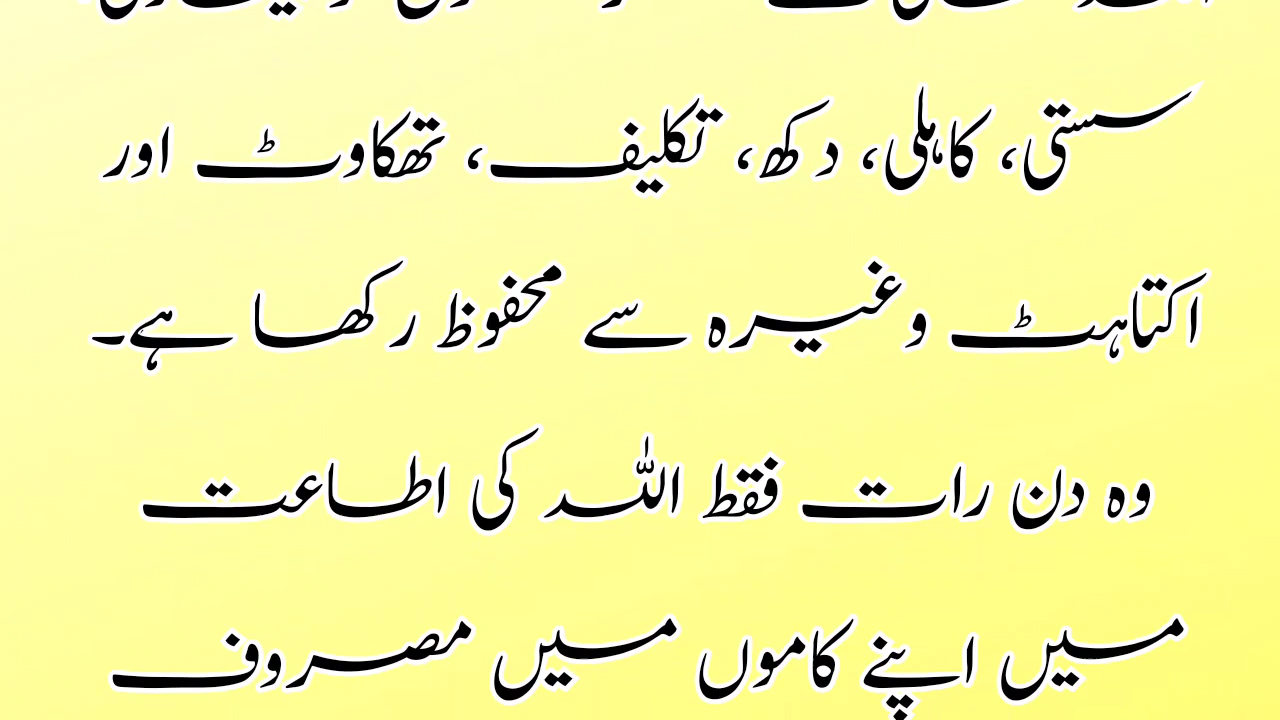 سستی، کاہلی، دکھ، تکلیف، تھکاوٹ اور
اکتاہٹ وغیرہ سے محفوظ رکھا ہے۔
وہ دن رات فقط اللہ کی اطاعت
میں اپنے کاموں میں مصروف